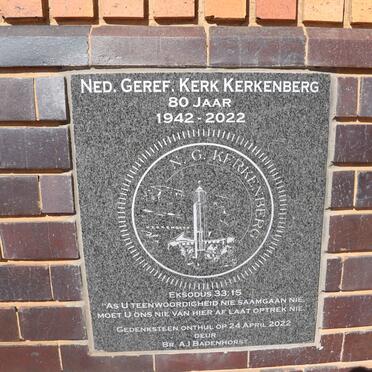 NED. GEREF. KERK KERKENBERG
80 JAAR
1942 - 2022
N. G. KERKENBERG
EKSODUS 33:15
"AS U TEENWOORDIGHEID NIE SAAMGAAN NIE,
MOET U ONS NIE VAN HIER AF LAAT OPTREK NIE."
GEDENKSTEEN ONTHUL OP 24 APRIL 2022
DEUR
BR. AJ BADENHORST